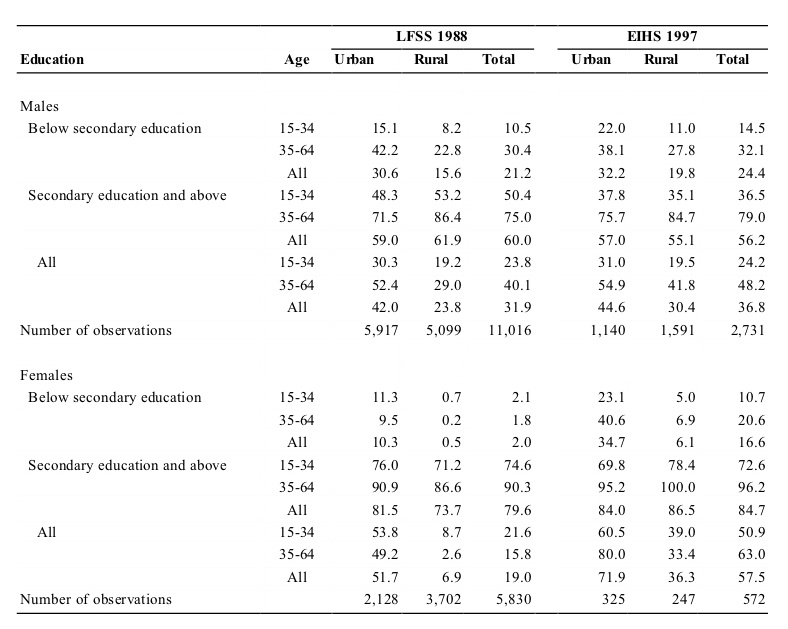 LFSS 1988 EIHS 1997
Education Age Urban Rural Total Urban Rural Total
Males
Below secondary education 15-34 15.1 8.2 10.5 22.0 11.0 14.5
35-64 42.2 22.8 30.4 38.1 27.8 32.1
All 30.6 15.6 21.2 32.2 19.8 24.4
Secondary education and above 15-34 48.3 53.2 50.4 37.8 35.1 36.5
35-64 71.5 86.4 75.0 75.7 84.7 79.0
All 59.0 61.9 60.0 57.0 55.1 56.2
All 15-34 30.3 19.2 23.8 31.0 19.5 24.2
35-64 52.4 29.0 40.1 54.9 41.8 48.2
All 42.0 23.8 31.9 44.6 30.4 36.8
Number of observations 5,917 5,099 11,016 1,140 1,591 2,731
Females
Below secondary education 15-34 11.3 0.7 2.1 23.1 5.0 10.7
35-64 9.5 0.2 1.8 40.6 6.9 20.6
All 10.3 0.5 2.0 34.7 6.1 16.6
Secondary education and above 15-34 76.0 71.2 74.6 69.8 78.4 72.6
35-64 90.9 86.6 90.3 95.2 100.0 96.2
All 81.5 73.7 79.6 84.0 86.5 84.7
All 15-34 53.8 8.7 21.6 60.5 39.0 50.9
35-64 49.2 2.6 15.8 80.0 33.4 63.0
All 51.7 6.9 19.0 71.9 36.3 57.5
Number of observations 2,128 3,702 5,830 325 247 572